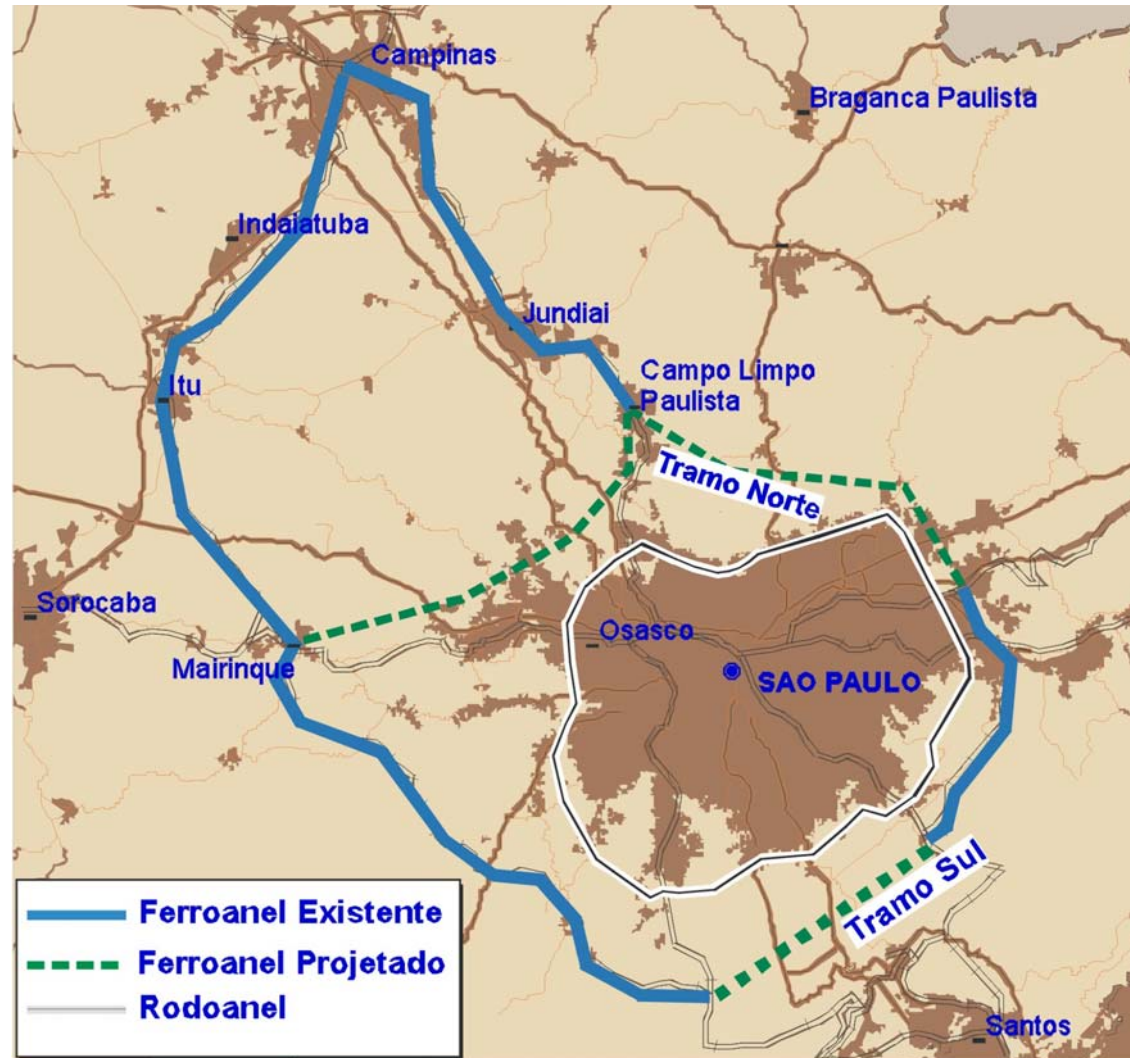 Campinas
Braganca Paulista
Indaiatuba
Jundiai
Campo Limpo
Paulista
Itu
Tramo Norte
Sorocaba
Osasco
Mairinque
SAO PAULO
Tramo Sul
Ferroanel Existente
Ferroanel Projetado
Rodoanel
Santos